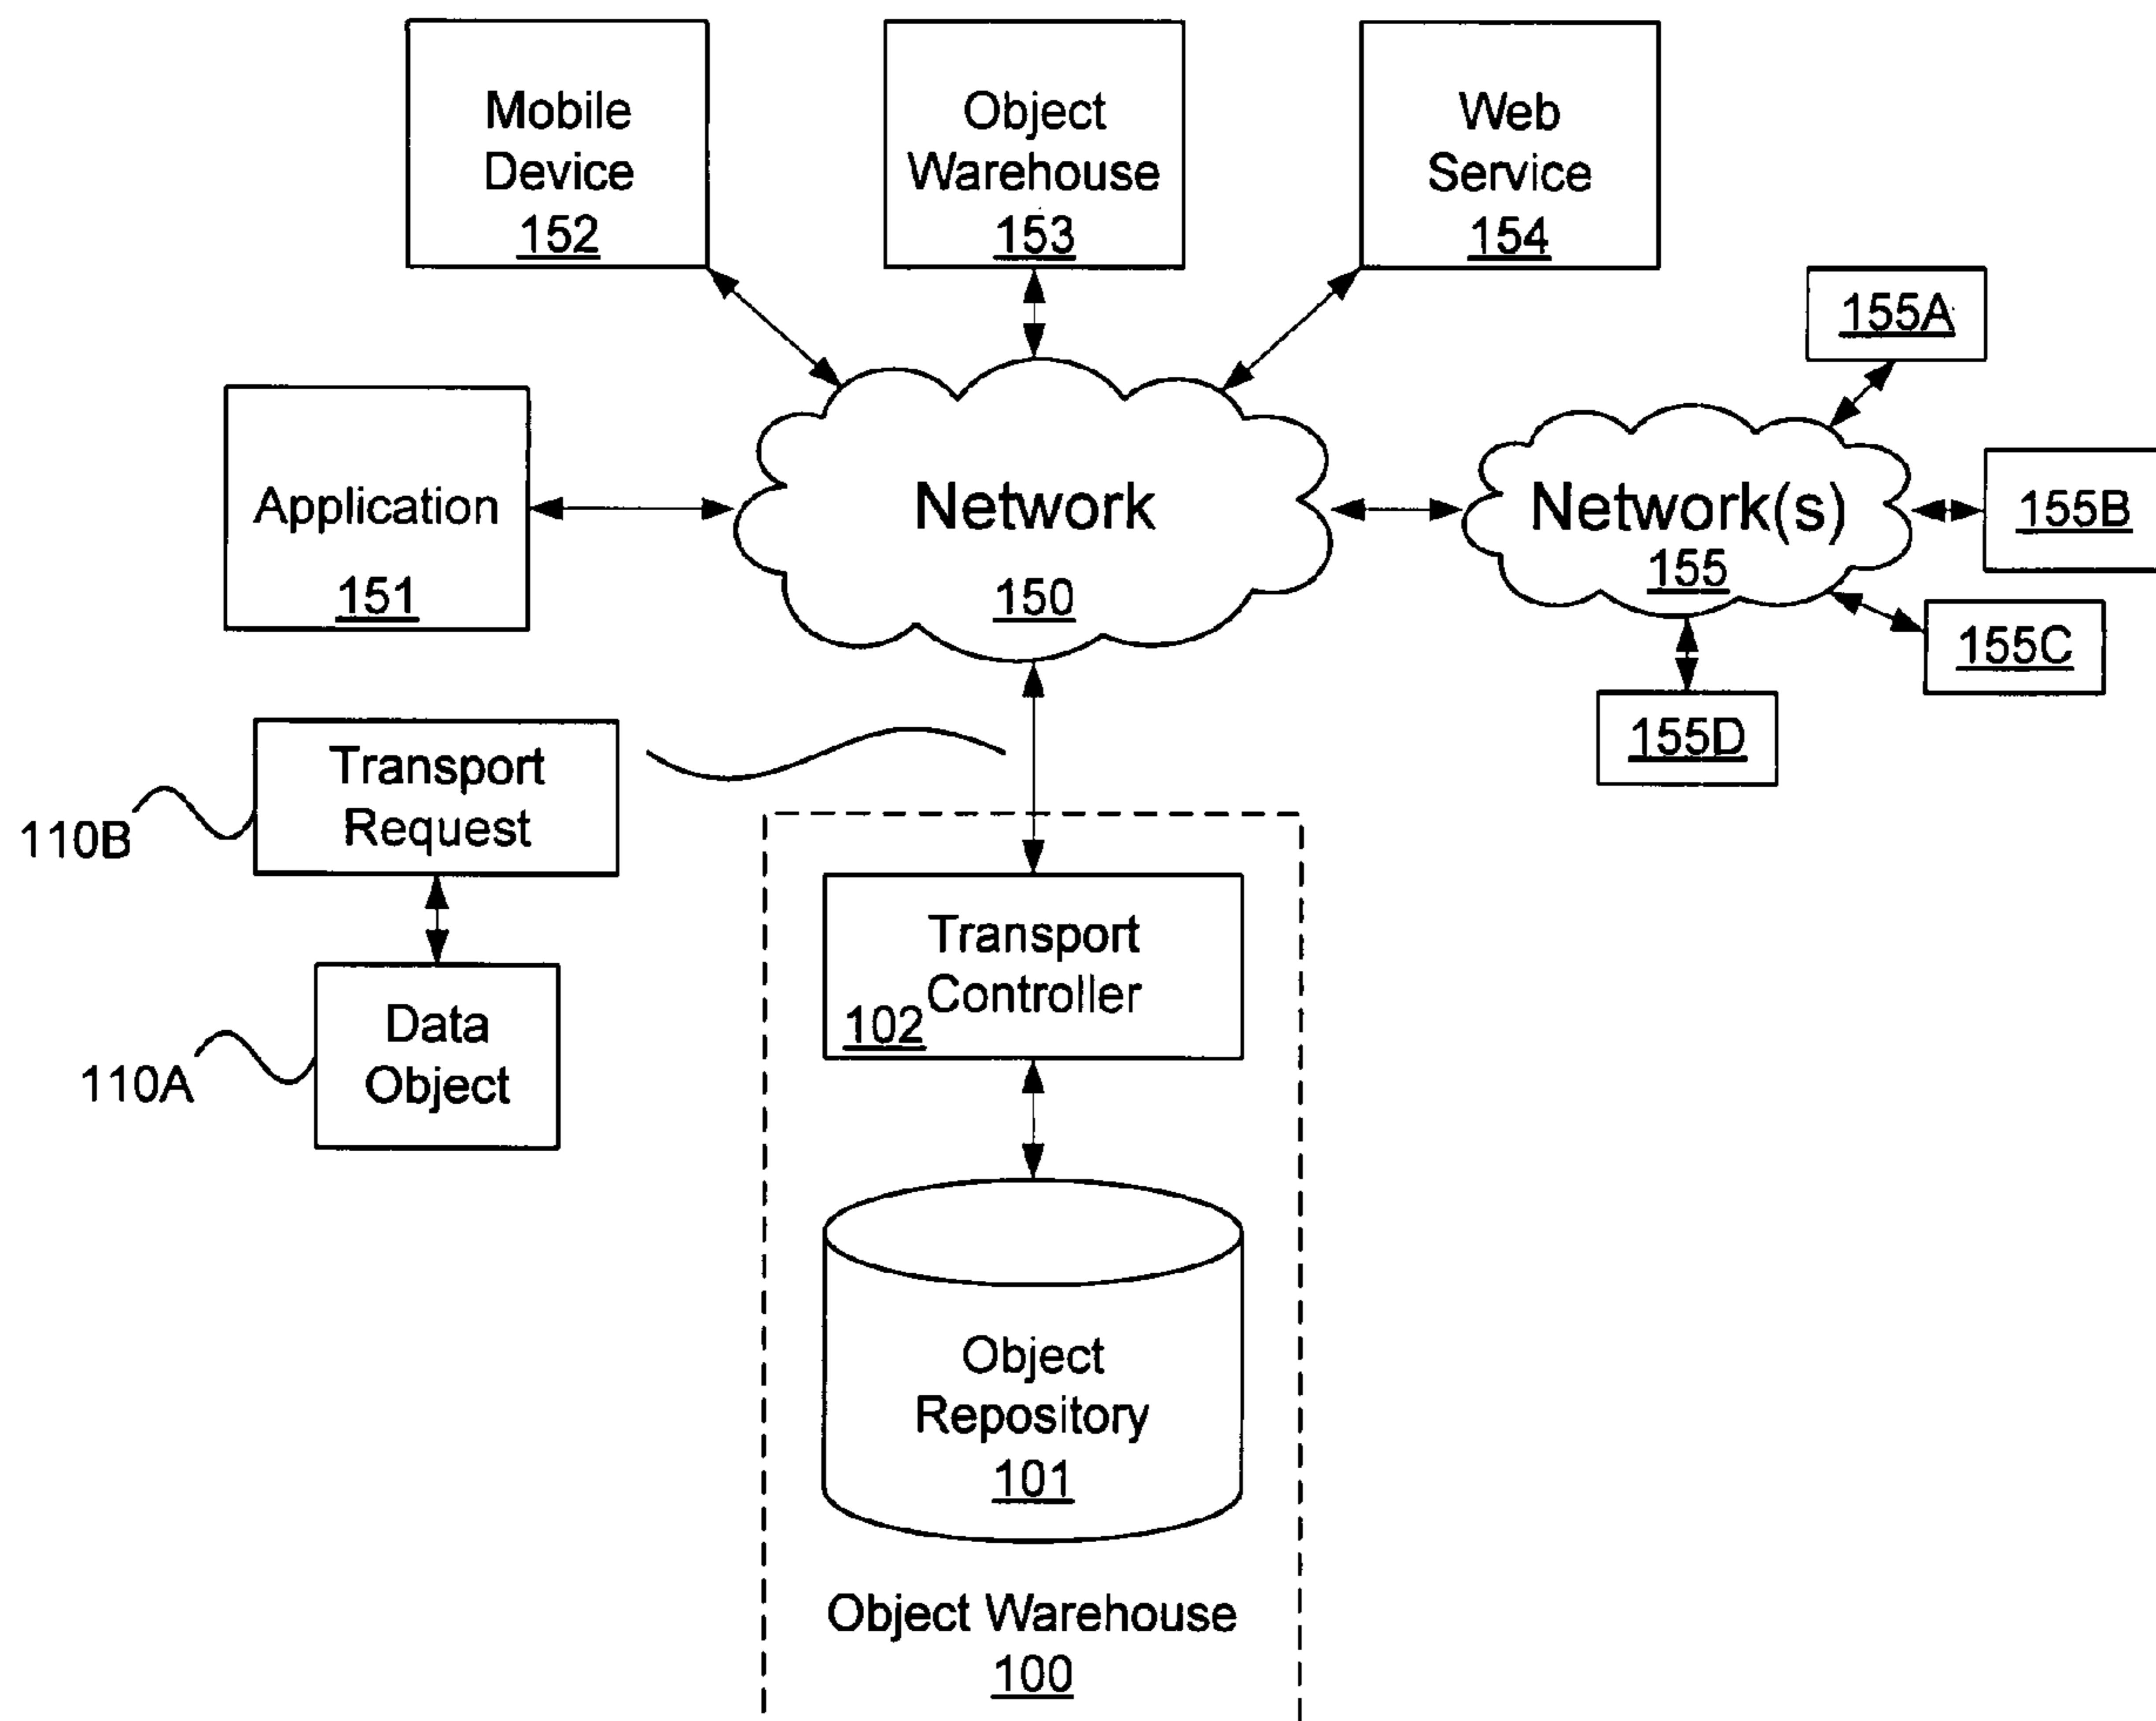 Mobile
Device
152
Object
Warehouse
153
Web
Service
154
155A
Application
151
Network
150
Network(s)
155
155B
155C
155D
Transport
Request
110B
Data
Object
110A
Transport
Controller
102
Object
Repository
101
Object Warehouse
100